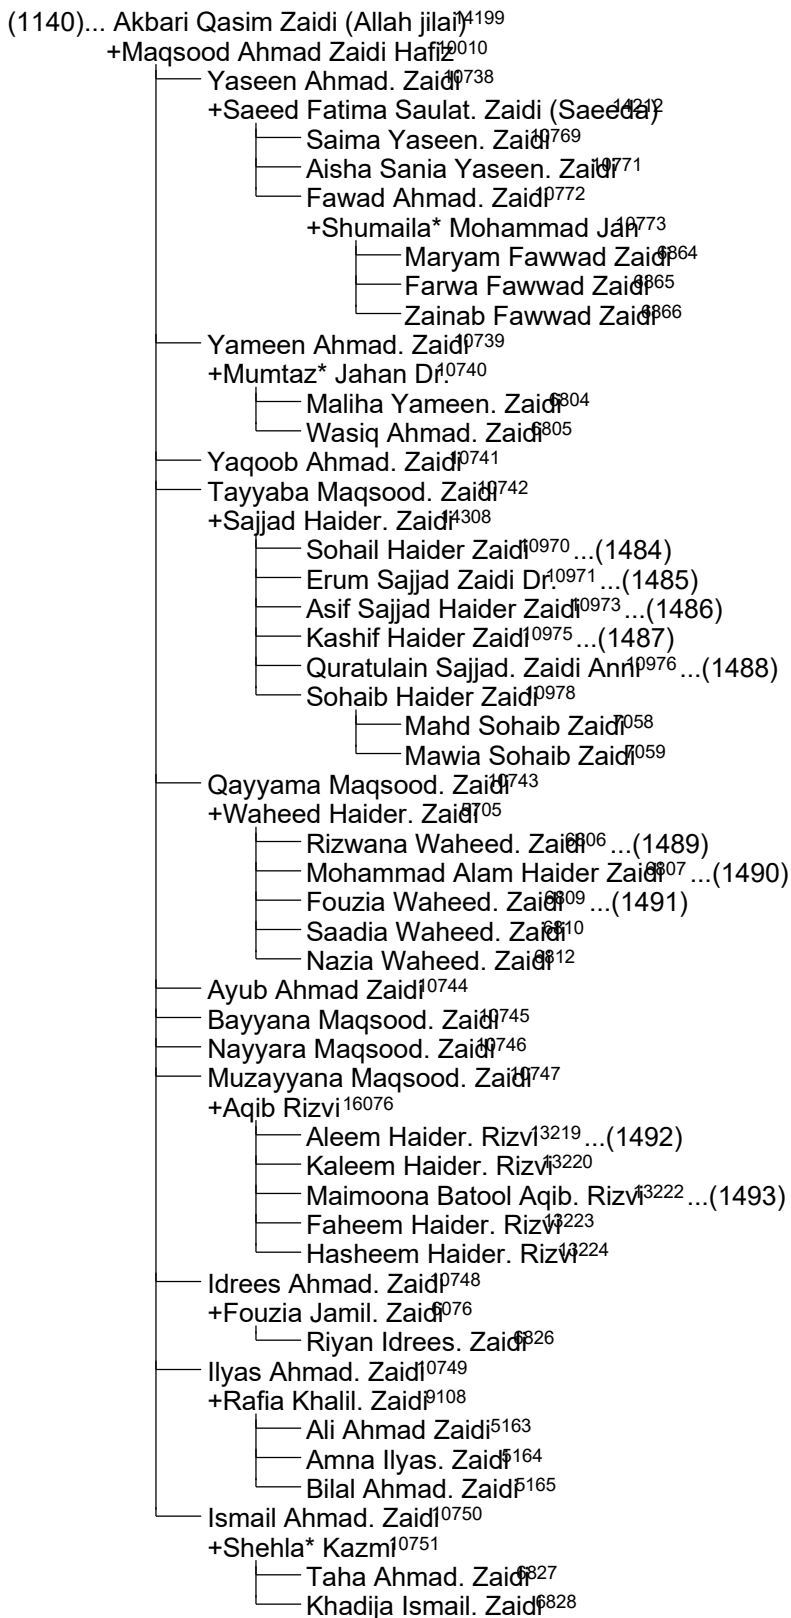 (1140)... Akbari Qasim Zaidi (Allah jilai)14199
+Maqsood Ahmad Zaidi Hafiz10010
Yaseen Ahmad. Zaidi10738
+Saeed Fatima Saulat. Zaidi (Saeeda)14212
Saima Yaseen. Zaidi10769
Aisha Sania Yaseen. Zaidi10771
Fawad Ahmad. Zaidi10772
+Shumaila* Mohammad Jan10773
Maryam Fawwad Zaidi6864
Farwa Fawwad Zaidi6865
Zainab Fawwad Zaidi6866
Yameen Ahmad. Zaidi10739
+Mumtaz* Jahan Dr.10740
Maliha Yameen. Zaidi6804
Wasiq Ahmad. Zaidi6805
Yaqoob Ahmad. Zaidi10741
Tayyaba Maqsood. Zaidi10742
+Sajjad Haider. Zaidi14308
Sohail Haider Zaidi10970 ...(1484)
Erum Sajjad Zaidi Dr.10971 ...(1485)
Asif Sajjad Haider Zaidi10973 ...(1486)
Kashif Haider Zaidi10975 ...(1487)
Quratulain Sajjad. Zaidi Anni10976 ...(1488)
Sohaib Haider Zaidi10978
Mahd Sohaib Zaidi7058
Mawia Sohaib Zaidi7059
Qayyama Maqsood. Zaidi10743
+Waheed Haider. Zaidi9705
Rizwana Waheed. Zaidi6806 ...(1489)
Mohammad Alam Haider Zaidi6807 ...(1490)
Fouzia Waheed. Zaidi6809 ...(1491)
Saadia Waheed. Zaidi6810
Nazia Waheed. Zaidi6812
Ayub Ahmad Zaidi10744
Bayyana Maqsood. Zaidi10745
Nayyara Maqsood. Zaidi10746
Muzayyana Maqsood. Zaidi10747
+Aqib Rizvi16076
Aleem Haider. Rizvi13219 ...(1492)
Kaleem Haider. Rizvi13220
Maimoona Batool Aqib. Rizvi13222 ...(1493)
Faheem Haider. Rizvi13223
Hasheem Haider. Rizvi13224
Idrees Ahmad. Zaidi10748
+Fouzia Jamil. Zaidi6076
Riyan Idrees. Zaidi6826
Ilyas Ahmad. Zaidi10749
+Rafia Khalil. Zaidi9108
Ali Ahmad Zaidi5163
Amna Ilyas. Zaidi5164
Bilal Ahmad. Zaidi5165
Ismail Ahmad. Zaidi10750
+Shehla* Kazmi10751
Taha Ahmad. Zaidi6827
Khadija Ismail. Zaidi6828